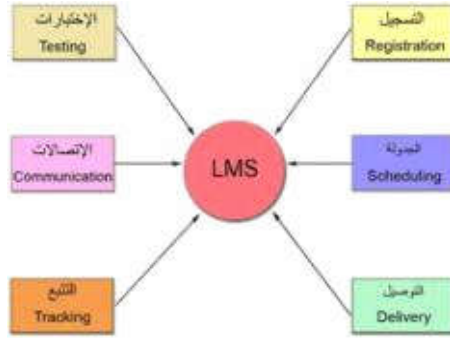 الإختبارات
Testing
التسجيل
Registration
الإتصالات
Communication
LMS
الجدولة
Scheduling
التتبع
Tracking
التوصيل
Delivery